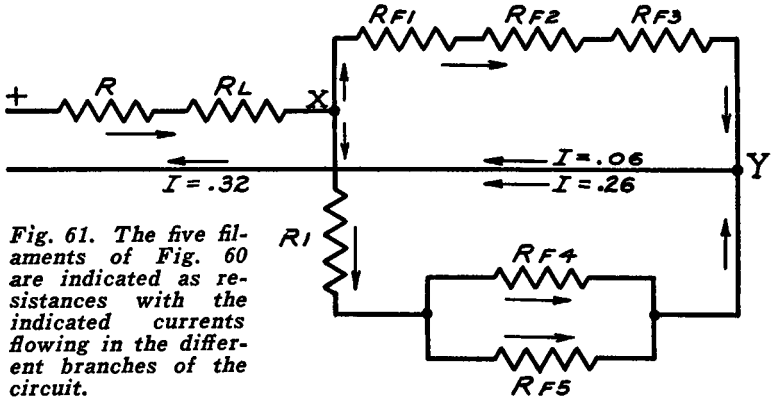 RF1 RF2 RF3
R RL X
+
I=.06
Y
I=.32
I=.26
R1
RF4
RF5
Fig. 61. The five fil-
aments of Fig. 60
are indicated as re-
sistances with the
indicated currents
flowing in the differ-
ent branches of the
circuit.